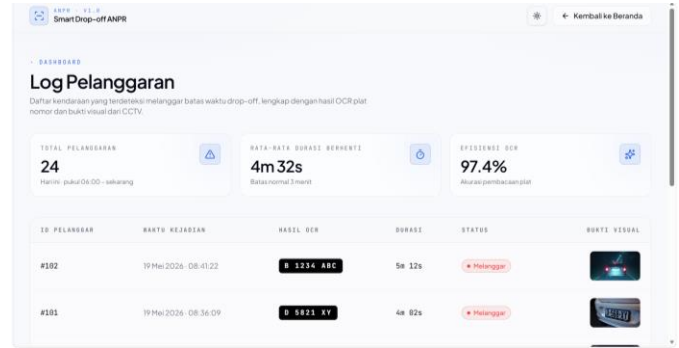 ANPR · V1.0
Smart Drop-off ANPR
← Kembali ke Beranda
· DASHBOARD
Log Pelanggaran
Daftar kendaraan yang terdeteksi melanggar batas waktu drop-off, lengkap dengan hasil OCR plat
nomor dan bukti visual dari CCTV.
TOTAL PELANGGARAN
24
Hari ini · pukul 06:00 - sekarang
RATA-RATA DURASI BERHENTI
4m 32s
Batas normal 3 menit
EFISIENSI OCR
97.4%
Akurasi pembacaan plat
ID PELANGGAR WAKTU KEJADIAN HASIL OCR DURASI STATUS BUKTI VISUAL
#102 19 Mei 2026 · 08:41:22 B 1234 ABC 5m 12s Melanggar
#101 19 Mei 2026 · 08:36:09 D 5821 XY 4m 02s Melanggar